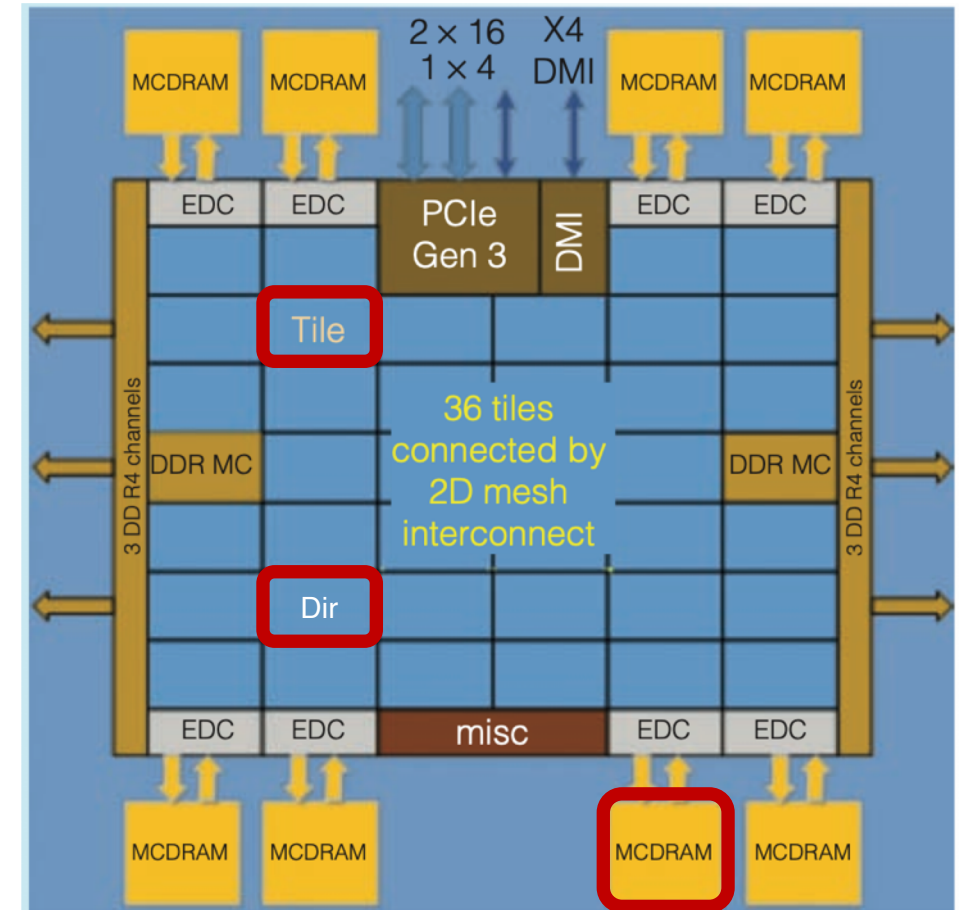 2 × 16 X4
1 × 4 DMI
MCDRAM MCDRAM MCDRAM MCDRAM
EDC EDC EDC EDC
PCIe
Gen 3
DMI
Tile
36 tiles
connected by
2D mesh
interconnect
3 DD R4 channels
DDR MC DDR MC
3 DD R4 channels
Dir
EDC EDC misc EDC EDC
MCDRAM MCDRAM MCDRAM MCDRAM